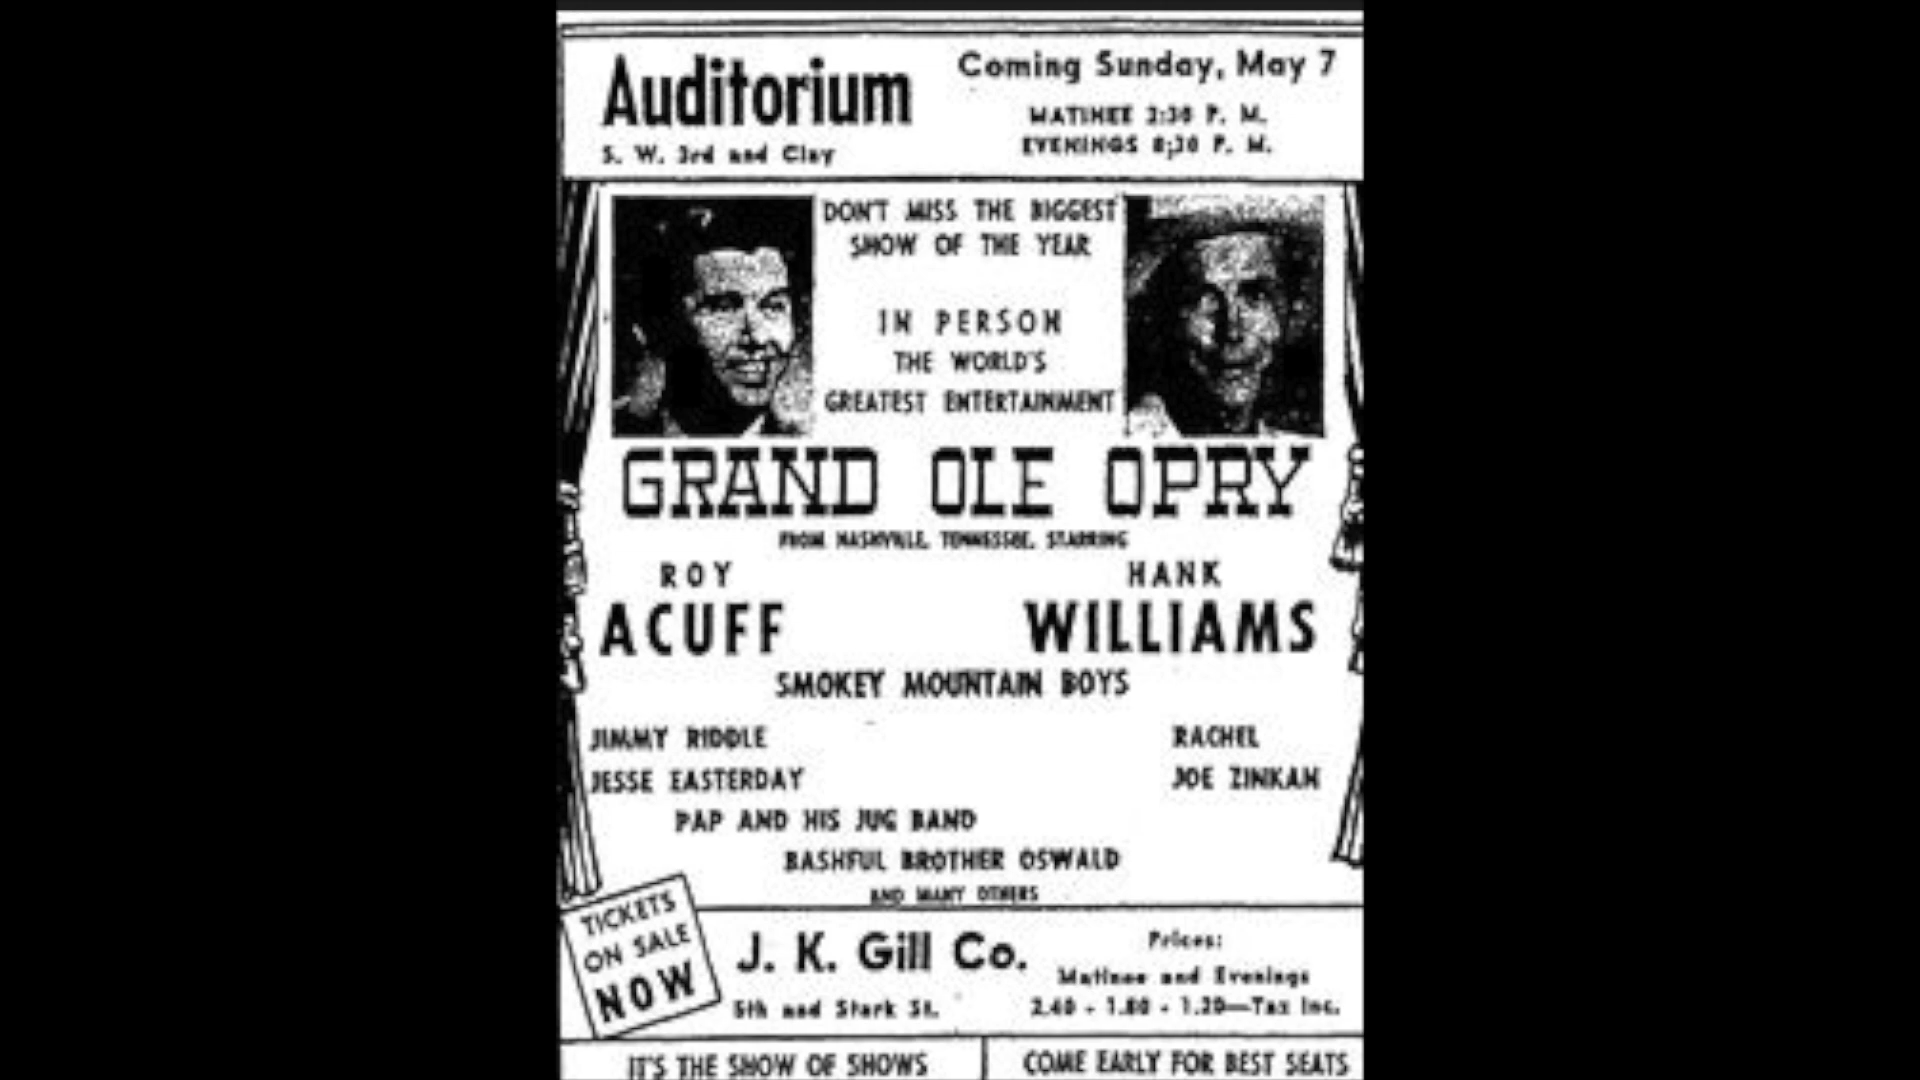 Auditorium
S. W. 3rd and Clay
Coming Sunday, May 7
MATINEE 2:30 P. M.
EVENINGS 8;30 P. M.
DON'T MISS THE BIGGEST
SHOW OF THE YEAR
IN PERSON
THE WORLD'S
GREATEST ENTERTAINMENT
GRAND OLE OPRY
FROM NASHVILLE, TENNESSEE, STARRING
ROY
ACUFF
HANK
WILLIAMS
SMOKEY MOUNTAIN BOYS
JIMMY RIDDLE
RACHEL
JESSE EASTERDAY
JOE ZINKAN
PAP AND HIS JUG BAND
BASHFUL BROTHER OSWALD
AND MANY OTHERS
TICKETS
ON SALE
NOW
J. K. Gill Co.
5th and Stark St.
Prices:
Matinee and Evenings
2.40 - 1.80 - 1.20—Tax Inc.
IT'S THE SHOW OF SHOWS
COME EARLY FOR BEST SEATS